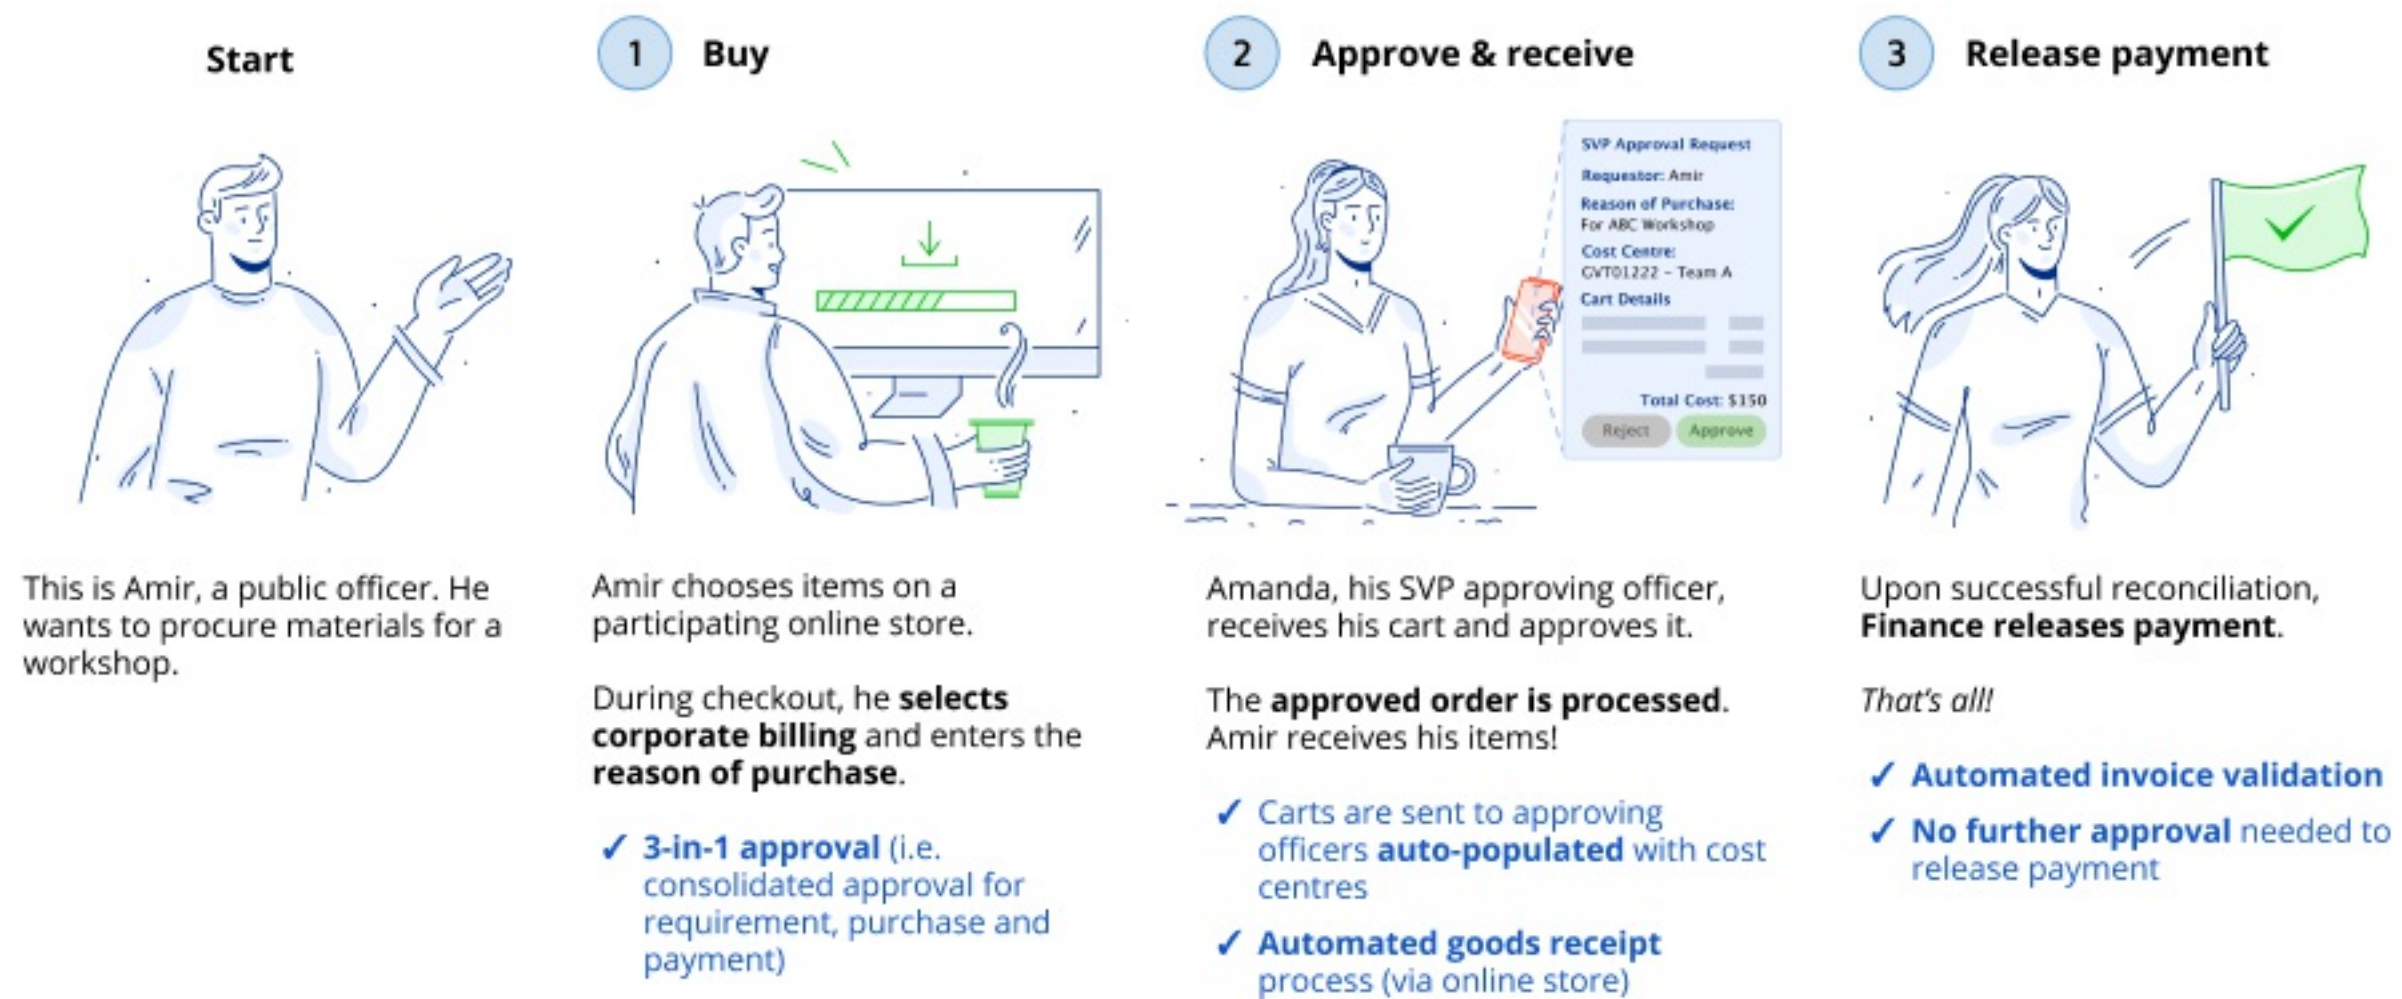 Start
This is Amir, a public officer. He
wants to procure materials for a
workshop.
1 Buy
Amir chooses items on a
participating online store.
During checkout, he selects
corporate billing and enters the
reason of purchase.
✓ 3-in-1 approval (i.e.
consolidated approval for
requirement, purchase and
payment)
2 Approve & receive
SVP Approval Request
Requestor: Amir
Reason of Purchase:
For ABC Workshop
Cost Centre:
GVT01222 – Team A
Cart Details
Total Cost: $150
Reject Approve
Amanda, his SVP approving officer,
receives his cart and approves it.
The approved order is processed.
Amir receives his items!
✓ Carts are sent to approving
officers auto-populated with cost
centres
✓ Automated goods receipt
process (via online store)
3 Release payment
Upon successful reconciliation,
Finance releases payment.
That's all!
✓ Automated invoice validation
✓ No further approval needed to
release payment